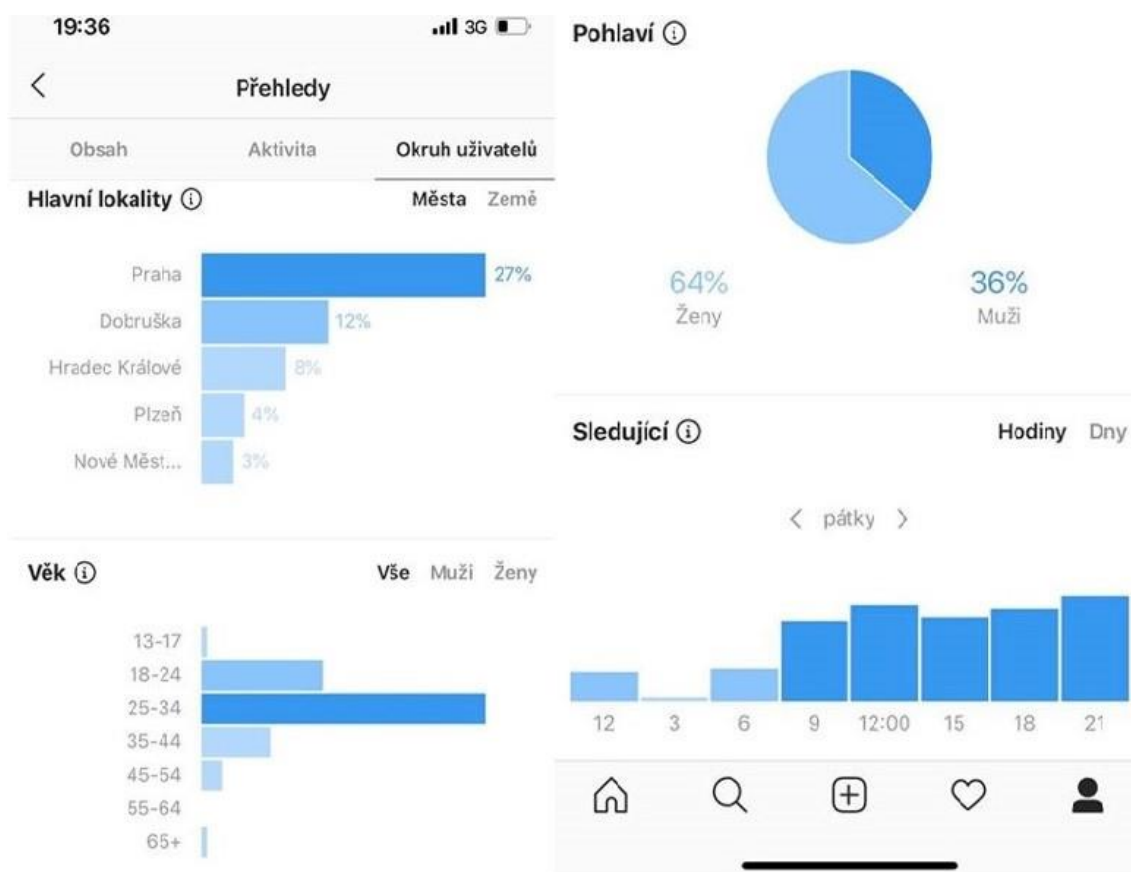 19:36
3G
Přehledy
Obsah Aktivita Okruh uživatelů
Hlavní lokality Města Země
Praha 27%
Dobruška 12%
Hradec Králové 8%
Plzeň 4%
Nové Měst... 3%
Věk Vše Muži Ženy
13-17
18-24
25-34
35-44
45-54
55-64
65+
Pohlaví
64% 36%
Ženy Muži
Sledující Hodiny Dny
pátky
12 3 6 9 12:00 15 18 21